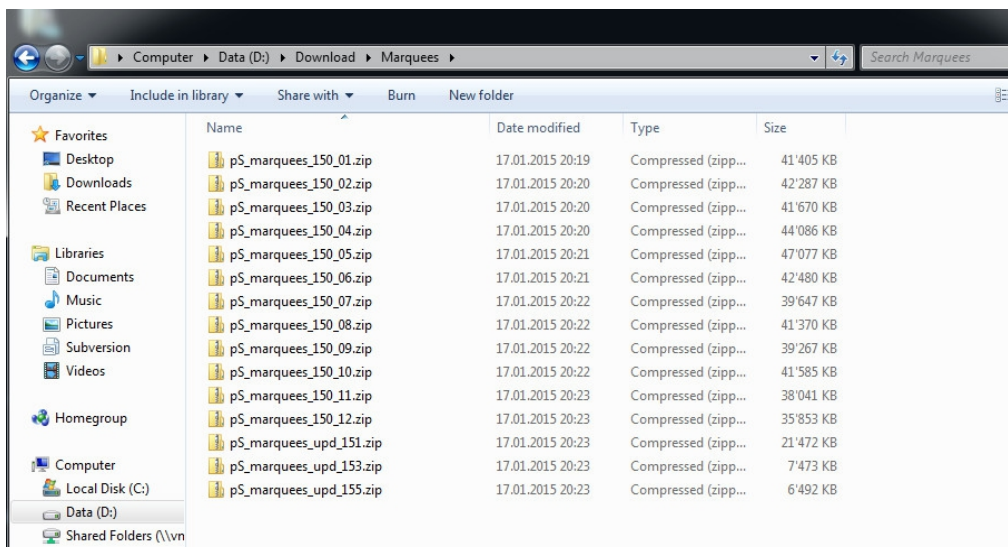 Computer Data (D:) Download Marquees Search Marquees
Organize Include in library Share with Burn New folder
Favorites
Desktop
Downloads
Recent Places
Libraries
Documents
Music
Pictures
Subversion
Videos
Homegroup
Computer
Local Disk (C:)
Data (D:)
Shared Folders (\\vn
Name Date modified Type Size
pS_marquees_150_01.zip 17.01.2015 20:19 Compressed (zipp... 41'405 KB
pS_marquees_150_02.zip 17.01.2015 20:20 Compressed (zipp... 42'287 KB
pS_marquees_150_03.zip 17.01.2015 20:20 Compressed (zipp... 41'670 KB
pS_marquees_150_04.zip 17.01.2015 20:20 Compressed (zipp... 44'086 KB
pS_marquees_150_05.zip 17.01.2015 20:21 Compressed (zipp... 47'077 KB
pS_marquees_150_06.zip 17.01.2015 20:21 Compressed (zipp... 42'480 KB
pS_marquees_150_07.zip 17.01.2015 20:22 Compressed (zipp... 39'647 KB
pS_marquees_150_08.zip 17.01.2015 20:22 Compressed (zipp... 41'370 KB
pS_marquees_150_09.zip 17.01.2015 20:22 Compressed (zipp... 39'267 KB
pS_marquees_150_10.zip 17.01.2015 20:22 Compressed (zipp... 41'585 KB
pS_marquees_150_11.zip 17.01.2015 20:23 Compressed (zipp... 38'041 KB
pS_marquees_150_12.zip 17.01.2015 20:23 Compressed (zipp... 35'853 KB
pS_marquees_upd_151.zip 17.01.2015 20:23 Compressed (zipp... 21'472 KB
pS_marquees_upd_153.zip 17.01.2015 20:23 Compressed (zipp... 7'473 KB
pS_marquees_upd_155.zip 17.01.2015 20:23 Compressed (zipp... 6'492 KB